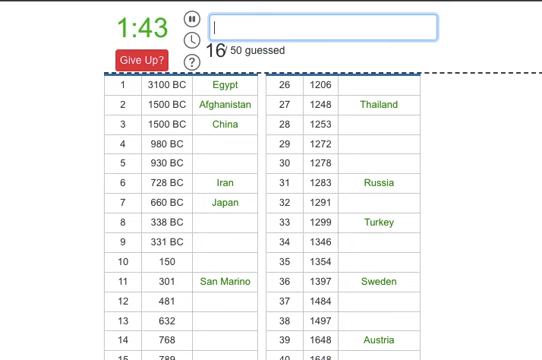 1:43
Give Up?
?
16/ 50 guessed
1 3100 BC Egypt 26 1206
2 1500 BC Afghanistan 27 1248 Thailand
3 1500 BC China 28 1253
4 980 BC 29 1272
5 930 BC 30 1278
6 728 BC Iran 31 1283 Russia
7 660 BC Japan 32 1291
8 338 BC 33 1299 Turkey
9 331 BC 34 1346
10 150 35 1354
11 301 San Marino 36 1397 Sweden
12 481 37 1484
13 632 38 1497
14 768 39 1648 Austria
15 789 40 1648